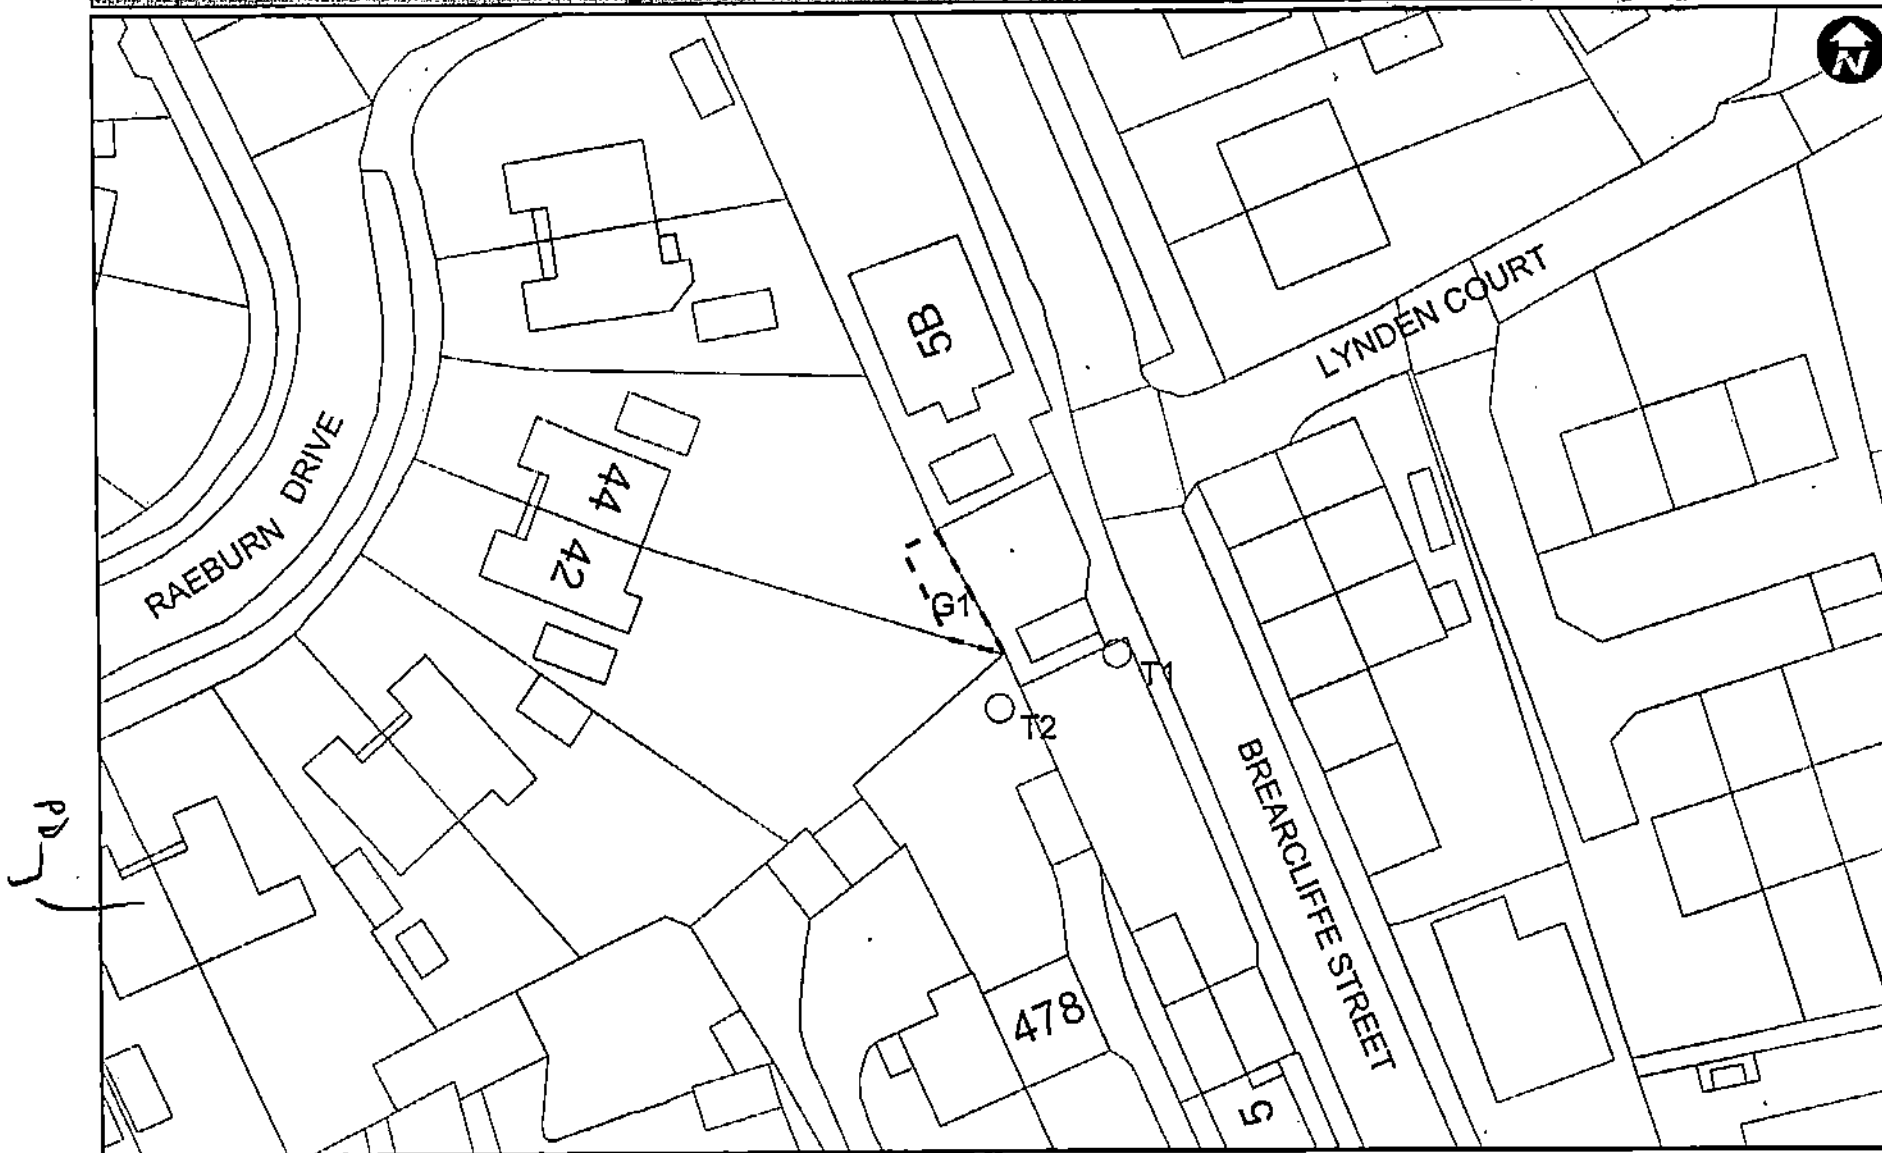 N
5B
LYNDEN COURT
RAEBURN DRIVE
44
42
G1
T1
T2
BREARCLIFFE STREET
478
5